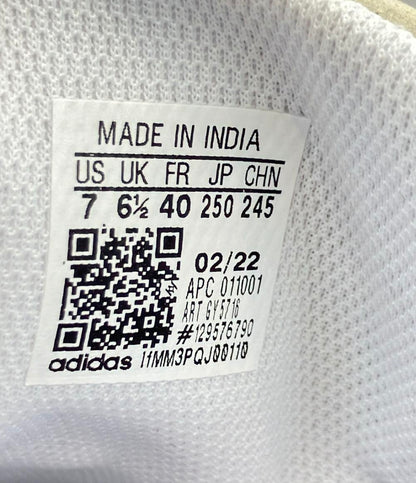 MADE IN INDIA
US UK FR JP CHN
7 6½ 40 250 245
02/22
APC 011001
ART GY5716
#129576790
adidas I1MM3PQJ00110